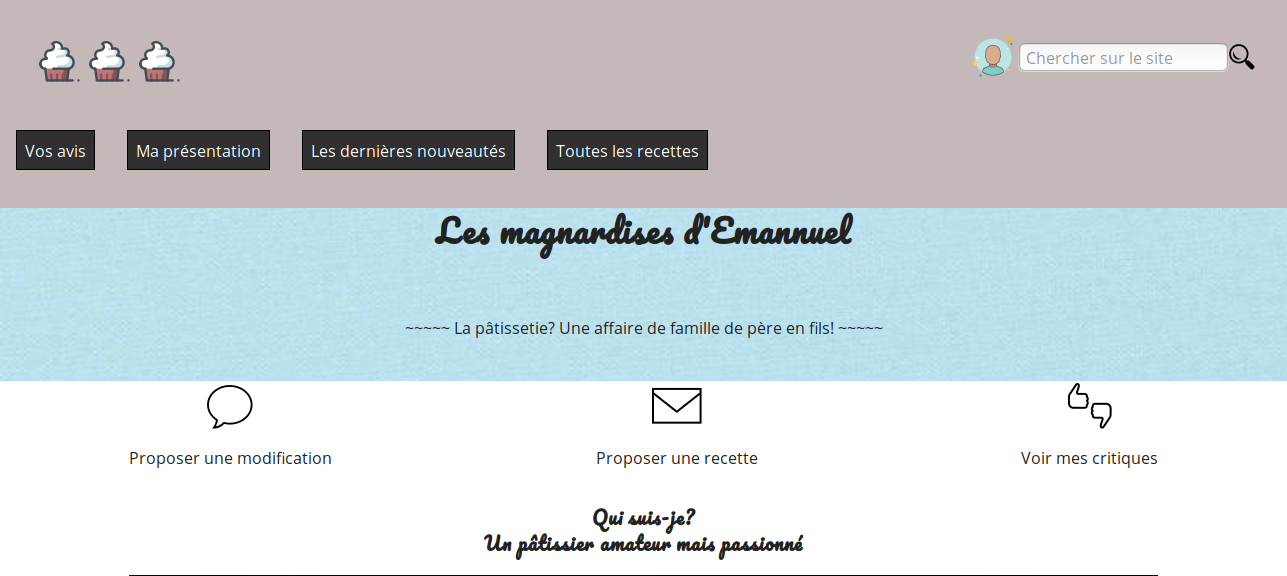 Chercher sur le site
Vos avis
Ma présentation
Les dernières nouveautés
Toutes les recettes
Les magnardises d'Emannuel
~~~~~ La pâtissetie? Une affaire de famille de père en fils! ~~~~~
Proposer une modification
Proposer une recette
Voir mes critiques
Qui suis-je?
Un pâtissier amateur mais passionné